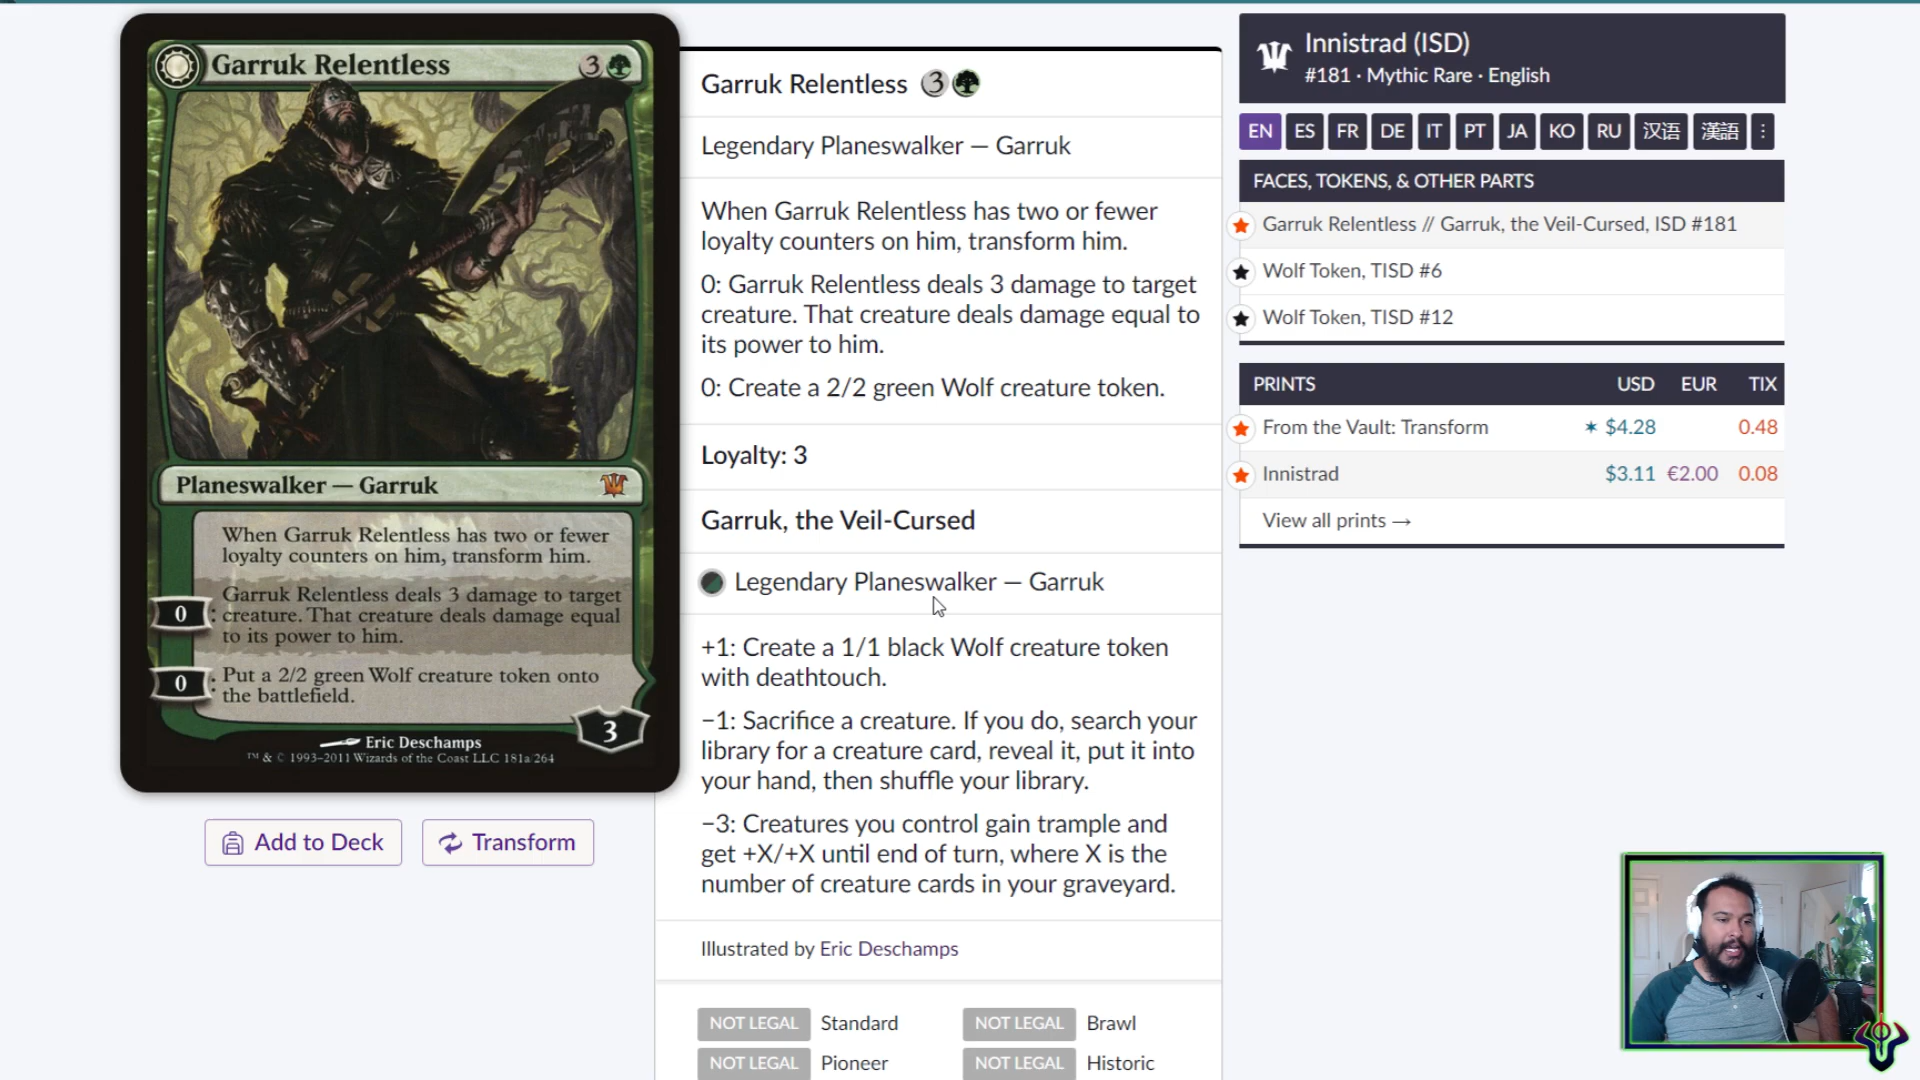 Garruk Relentless 3
Planeswalker — Garruk
When Garruk Relentless has two or fewer
loyalty counters on him, transform him.
0 : Garruk Relentless deals 3 damage to target
creature. That creature deals damage equal
to its power to him.
0 : Put a 2/2 green Wolf creature token onto
the battlefield.
3
Eric Deschamps
™ & © 1993–2011 Wizards of the Coast LLC 181a/264
Add to Deck
Transform
Garruk Relentless 3
Legendary Planeswalker — Garruk
When Garruk Relentless has two or fewer
loyalty counters on him, transform him.
0: Garruk Relentless deals 3 damage to target
creature. That creature deals damage equal to
its power to him.
0: Create a 2/2 green Wolf creature token.
Loyalty: 3
Garruk, the Veil-Cursed
Legendary Planeswalker — Garruk
+1: Create a 1/1 black Wolf creature token
with deathtouch.
−1: Sacrifice a creature. If you do, search your
library for a creature card, reveal it, put it into
your hand, then shuffle your library.
−3: Creatures you control gain trample and
get +X/+X until end of turn, where X is the
number of creature cards in your graveyard.
Illustrated by Eric Deschamps
NOT LEGAL Standard NOT LEGAL Brawl
NOT LEGAL Pioneer NOT LEGAL Historic
Innistrad (ISD)
#181 · Mythic Rare · English
EN ES FR DE IT PT JA KO RU 汉语 漢語 ⋮
FACES, TOKENS, & OTHER PARTS
Garruk Relentless // Garruk, the Veil-Cursed, ISD #181
Wolf Token, TISD #6
Wolf Token, TISD #12
PRINTS USD EUR TIX
From the Vault: Transform ✶ $4.28 0.48
Innistrad $3.11 €2.00 0.08
View all prints →